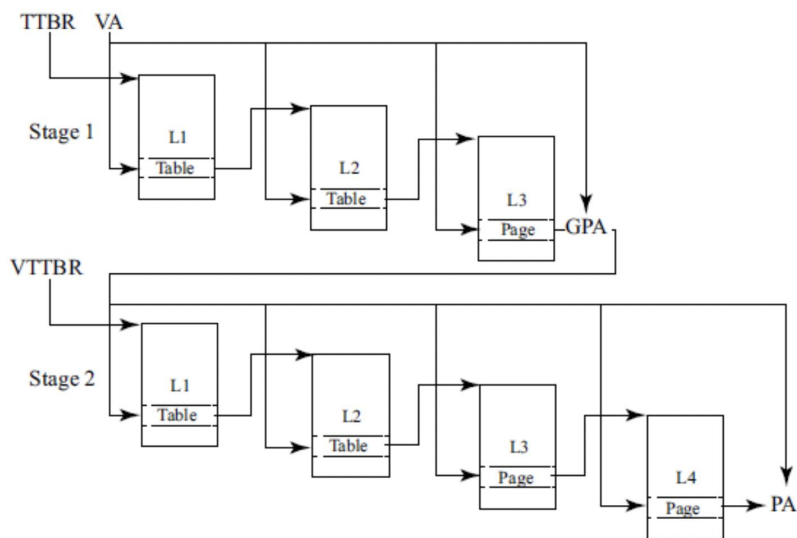 TTBR VA
Stage 1
L1
Table
L2
Table
L3
Page
GPA
VTTBR
Stage 2
L1
Table
L2
Table
L3
Page
L4
Page
PA